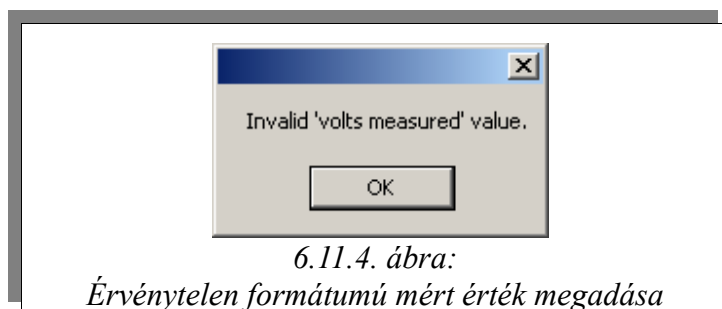 Invalid 'volts measured' value.
OK
6.11.4. ábra:
Érvénytelen formátumú mért érték megadása